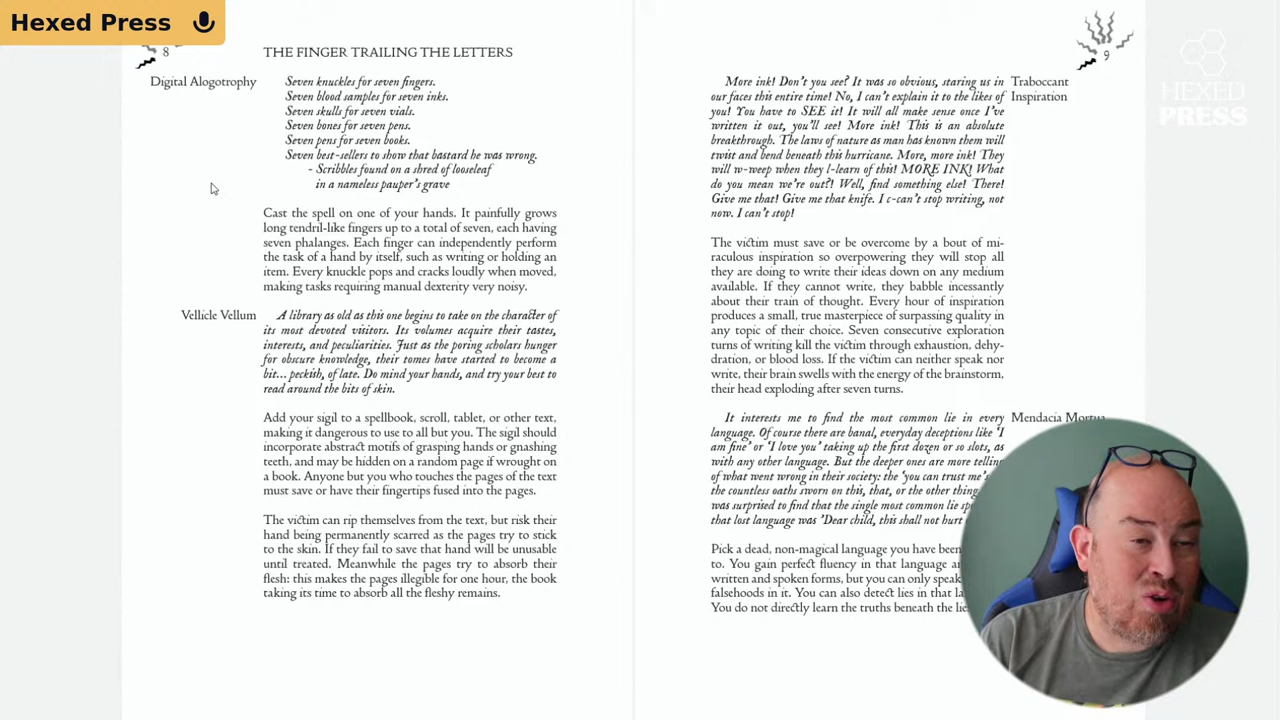 Hexed Press
8
THE FINGER TRAILING THE LETTERS
Digital Alogotrophy
Seven knuckles for seven fingers.
Seven blood samples for seven inks.
Seven skulls for seven vials.
Seven bones for seven pens.
Seven pens for seven books.
Seven best-sellers to show that bastard he was wrong.
- Scribbles found on a shred of looseleaf
in a nameless pauper's grave
Cast the spell on one of your hands. It painfully grows
long tendril-like fingers up to a total of seven, each having
seven phalanges. Each finger can independently perform
the task of a hand by itself, such as writing or holding an
item. Every knuckle pops and cracks loudly when moved,
making tasks requiring manual dexterity very noisy.
Vellicle Vellum
A library as old as this one begins to take on the character of
its most devoted visitors. Its volumes acquire their tastes,
interests, and peculiarities. Just as the poring scholars hunger
for obscure knowledge, their tomes have started to become a
bit... peckish, of late. Do mind your hands, and try your best to
read around the bits of skin.
Add your sigil to a spellbook, scroll, tablet, or other text,
making it dangerous to use to all but you. The sigil should
incorporate abstract motifs of grasping hands or gnashing
teeth, and may be hidden on a random page if wrought on
a book. Anyone but you who touches the pages of the text
must save or have their fingertips fused into the pages.
The victim can rip themselves from the text, but risk their
hand being permanently scarred as the pages try to stick
to the skin. If they fail to save that hand will be unusable
until treated. Meanwhile the pages try to absorb their
flesh: this makes the pages illegible for one hour, the book
taking its time to absorb all the fleshy remains.
9
HEXED
PRESS
Traboccant
Inspiration
More ink! Don't you see? It was so obvious, staring us in
our faces this entire time! No, I can't explain it to the likes of
you! You have to SEE it! It will all make sense once I've
written it out, you'll see! More ink! This is an absolute
breakthrough. The laws of nature as man has known them will
twist and bend beneath this hurricane. More, more ink! They
will w-weep when they l-learn of this! MORE INK! What
do you mean we're out?! Well, find something else! There!
Give me that! Give me that knife. I c-can't stop writing, not
now. I can't stop!
The victim must save or be overcome by a bout of mi-
raculous inspiration so overpowering they will stop all
they are doing to write their ideas down on any medium
available. If they cannot write, they babble incessantly
about their train of thought. Every hour of inspiration
produces a small, true masterpiece of surpassing quality in
any topic of their choice. Seven consecutive exploration
turns of writing kill the victim through exhaustion, dehy-
dration, or blood loss. If the victim can neither speak nor
write, their brain swells with the energy of the brainstorm,
their head exploding after seven turns.
Mendacia Mortua
It interests me to find the most common lie in every
language. Of course there are banal, everyday deceptions like 'I
am fine' or 'I love you' taking up the first dozen or so slots, as
with any other language. But the deeper ones are more telling
of what went wrong in their society: the 'you can trust me's
the countless oaths sworn on this, that, or the other thing
was surprised to find that the single most common lie
that lost language was 'Dear child, this shall not hurt
Pick a dead, non-magical language you have been
to. You gain perfect fluency in that language
written and spoken forms, but you can only speak
falsehoods in it. You can also detect lies in that
You do not directly learn the truths beneath the